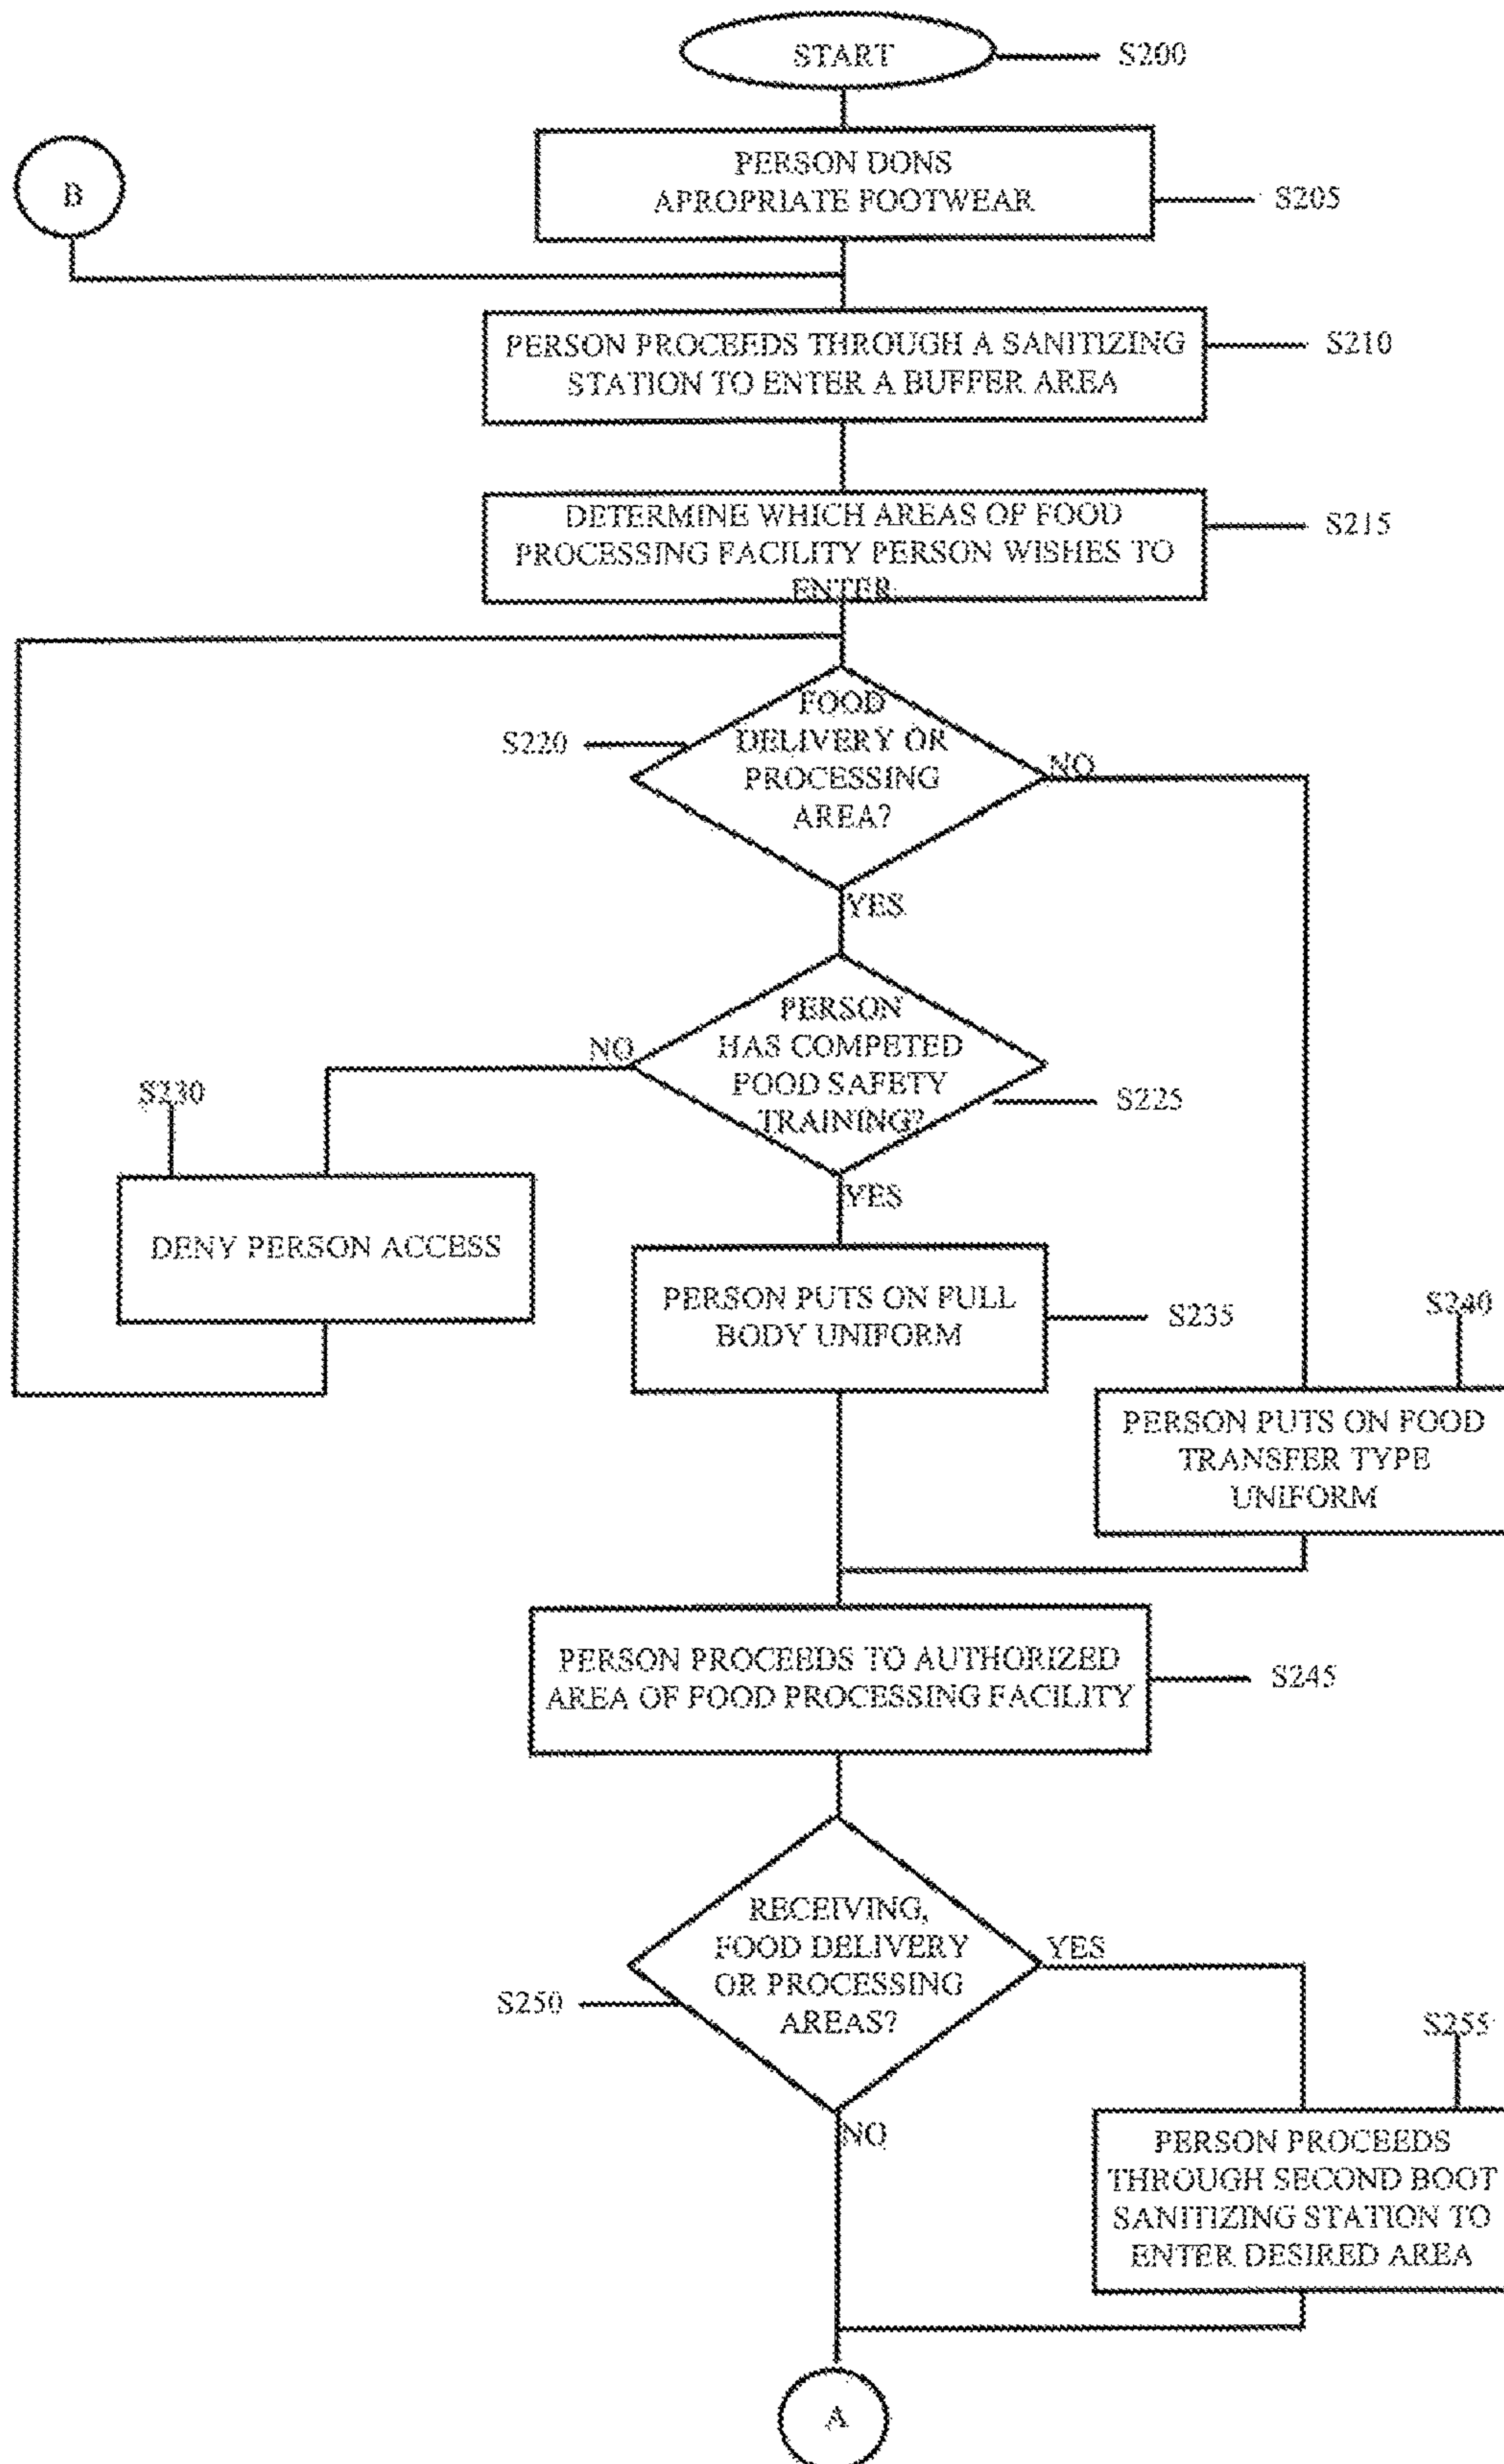 START
S200
B
PERSON DONS
APROPRIATE FOOTWEAR
S205
PERSON PROCEEDS THROUGH A SANITIZING
STATION TO ENTER A BUFFER AREA
S210
DETERMINE WHICH AREAS OF FOOD
PROCESSING FACILITY PERSON WISHES TO
ENTER
S215
FOOD
DELIVERY OR
PROCESSING
AREA?
S220
NO
YES
PERSON
HAS COMPETED
FOOD SAFETY
TRAINING?
NO
S225
S230
YES
DENY PERSON ACCESS
PERSON PUTS ON FULL
BODY UNIFORM
S235
S240
PERSON PUTS ON FOOD
TRANSFER TYPE
UNIFORM
PERSON PROCEEDS TO AUTHORIZED
AREA OF FOOD PROCESSING FACILITY
S245
RECEIVING,
FOOD DELIVERY
OR PROCESSING
AREAS?
YES
S250
S255
NO
PERSON PROCEEDS
THROUGH SECOND BOOT
SANITIZING STATION TO
ENTER DESIRED AREA
A